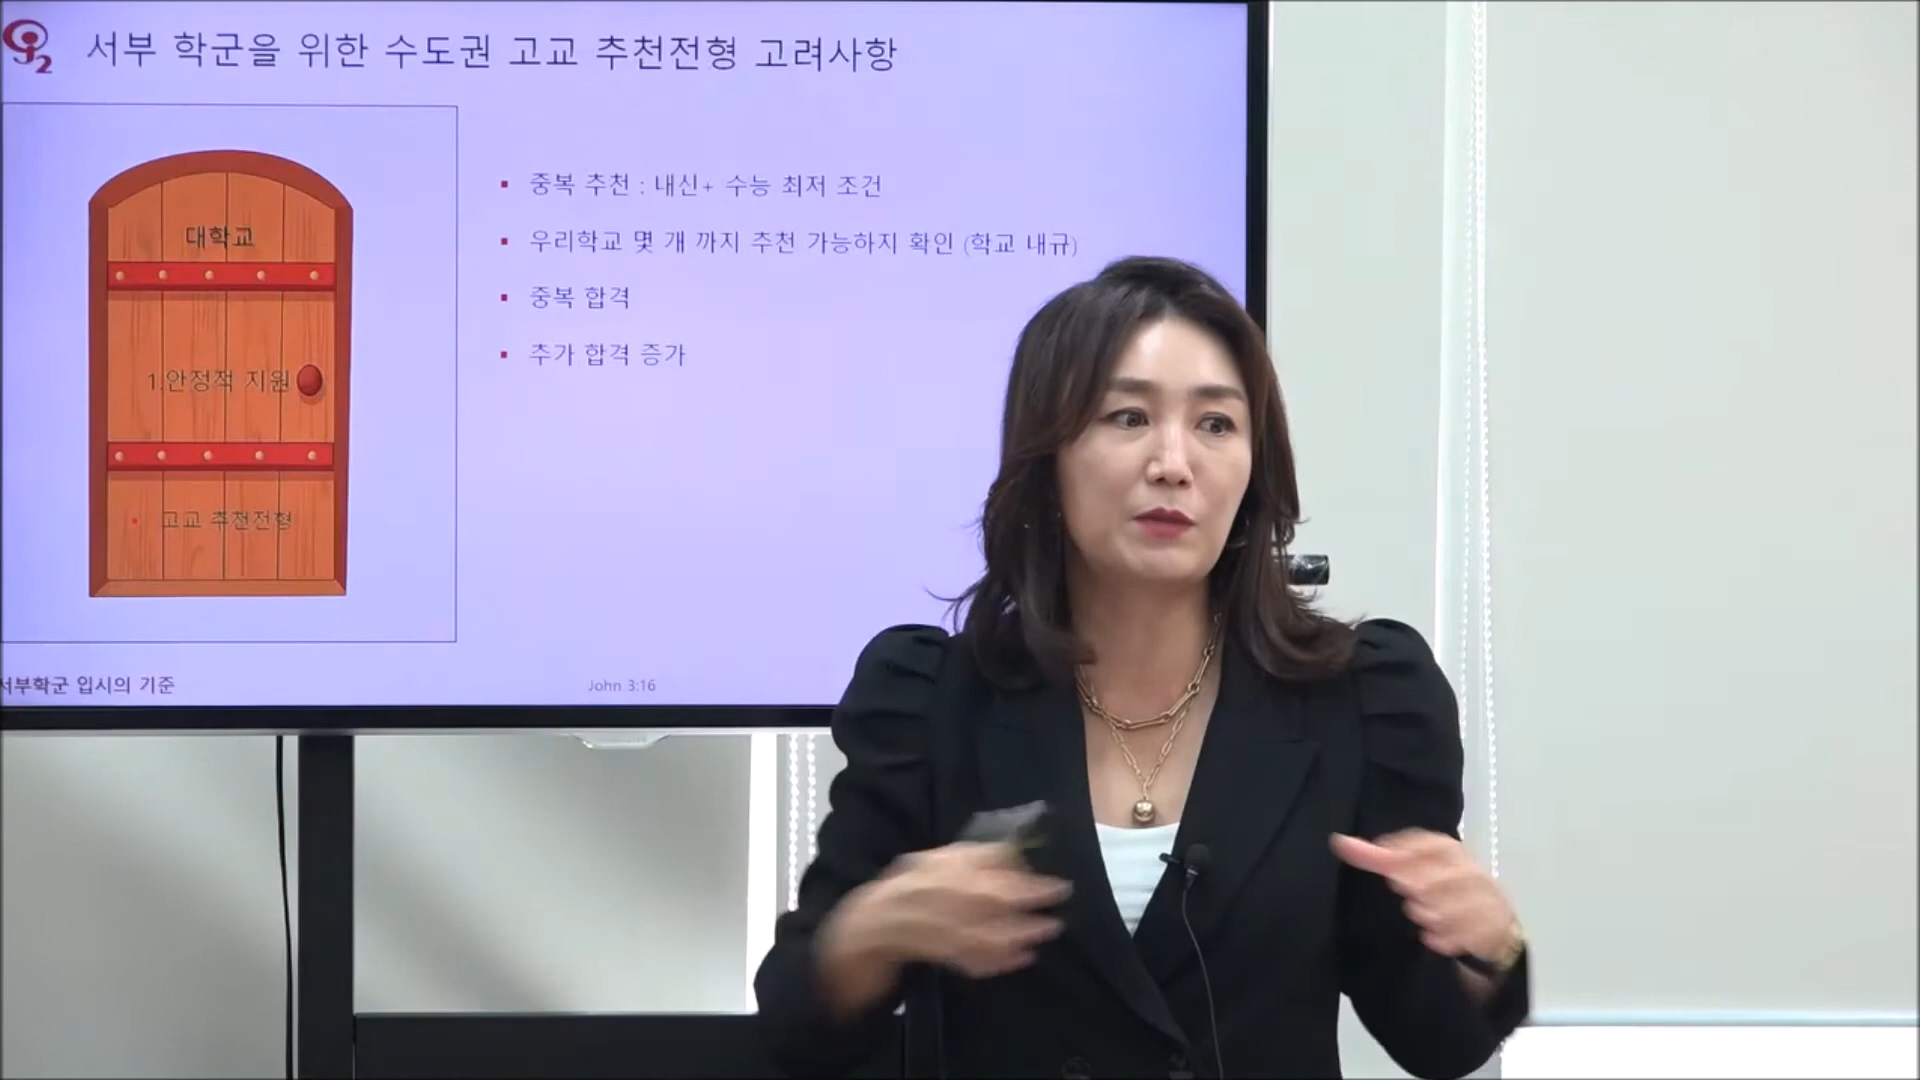 서부 학군을 위한 수도권 고교 추천전형 고려사항
대학교
1.안정적 지원
고교 추천전형
중복 추천 : 내신+ 수능 최저 조건
우리학교 몇 개 까지 추천 가능하지 확인 (학교 내규)
중복 합격
추가 합격 증가
서부학군 입시의 기준
John 3:16